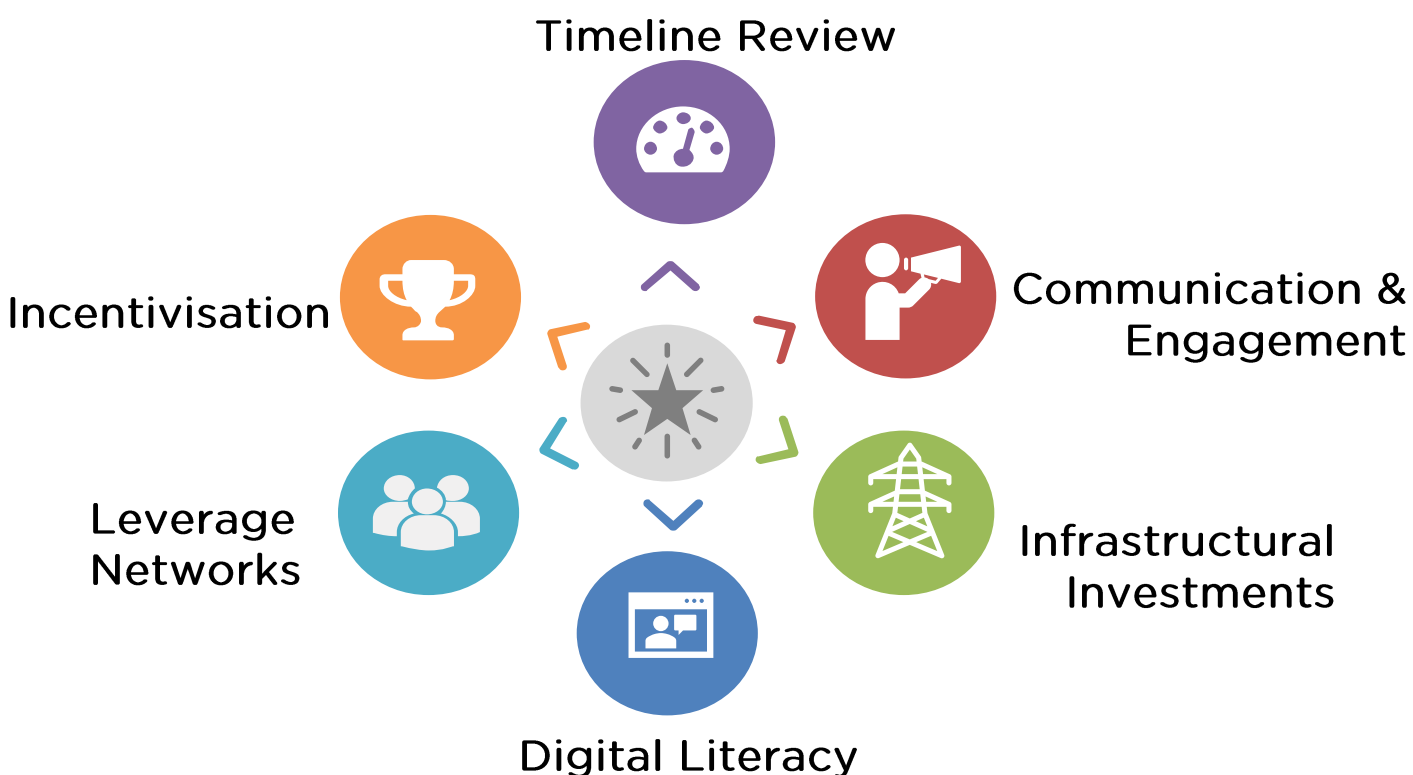 Timeline Review
Communication &
Engagement
Infrastructural
Investments
Digital Literacy
Leverage
Networks
Incentivisation